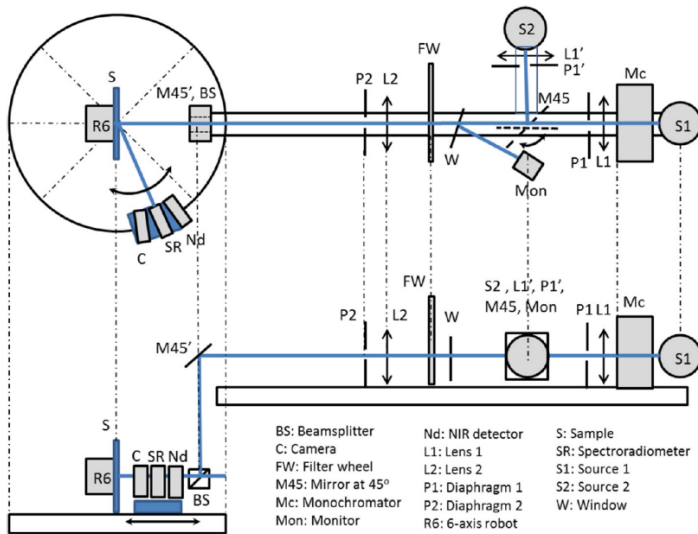 S2
FW
L1’
S
P2 L2
P1’
Mc
M45’, BS
M45
R6
S1
W
P1 L1
Mon
Nd
SR
C
FW
S2 , L1’, P1’,
M45, Mon
P2
L2
W
P1 L1
Mc
M45’
S1
S
C SR Nd
R6
BS
BS: Beamsplitter
C: Camera
FW: Filter wheel
M45: Mirror at 45º
Mc: Monochromator
Mon: Monitor
Nd: NIR detector
L1: Lens 1
L2: Lens 2
P1: Diaphragm 1
P2: Diaphragm 2
R6: 6-axis robot
S: Sample
SR: Spectroradiometer
S1: Source 1
S2: Source 2
W: Window